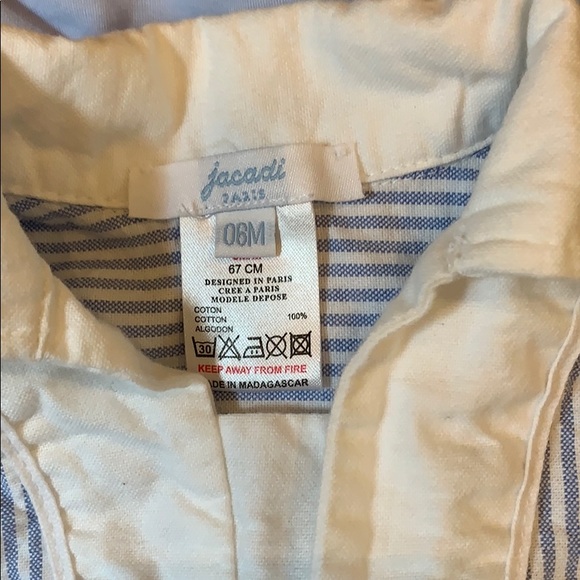 jacadi
PARIS
06M
67 CM
DESIGNED IN PARIS
CREE A PARIS
MODELE DEPOSE
COTON
COTTON 100%
ALGODON
30
KEEP AWAY FROM FIRE
MADE IN MADAGASCAR